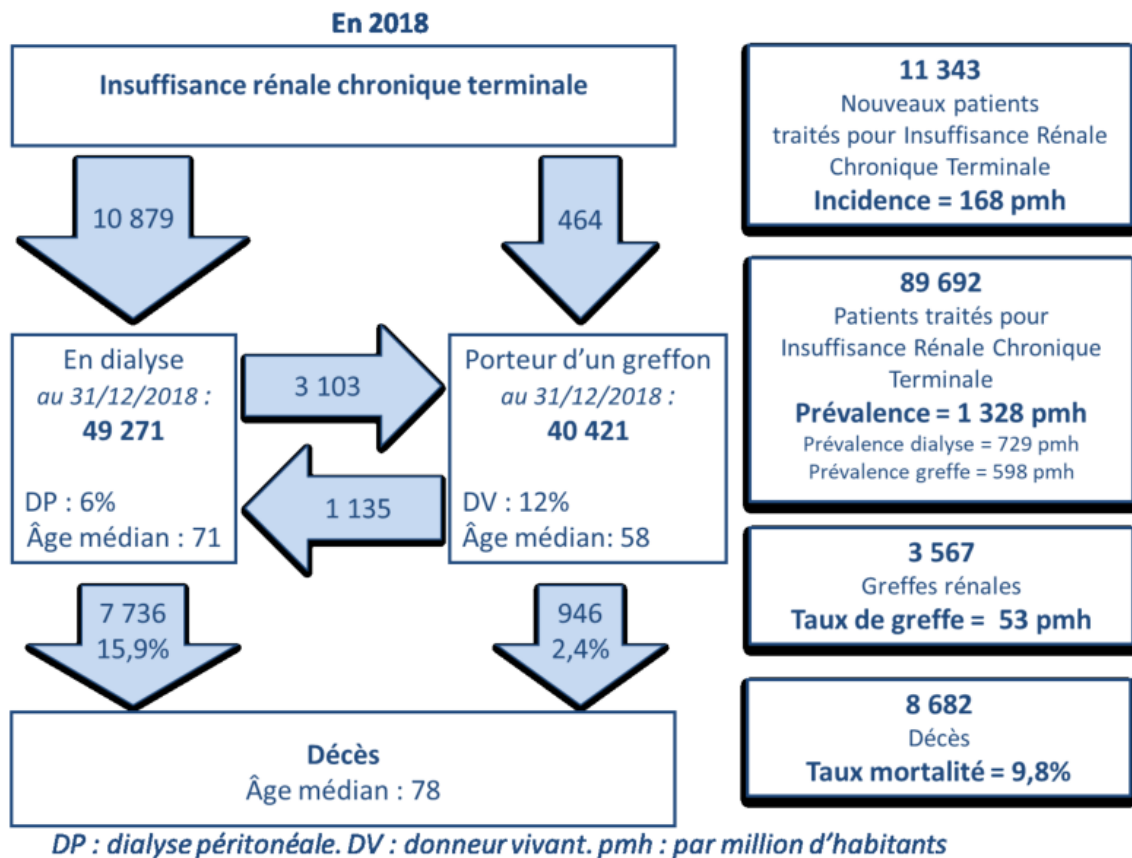 En 2018
Insuffisance rénale chronique terminale
10 879
464
En dialyse
au 31/12/2018 :
49 271
DP : 6%
Âge médian : 71
3 103
1 135
Porteur d'un greffon
au 31/12/2018 :
40 421
DV : 12%
Âge médian: 58
7 736
15,9%
946
2,4%
Décès
Âge médian : 78
11 343
Nouveaux patients
traités pour Insuffisance Rénale
Chronique Terminale
Incidence = 168 pmh
89 692
Patients traités pour
Insuffisance Rénale Chronique
Terminale
Prévalence = 1 328 pmh
Prévalence dialyse = 729 pmh
Prévalence greffe = 598 pmh
3 567
Greffes rénales
Taux de greffe = 53 pmh
8 682
Décès
Taux mortalité = 9,8%
DP : dialyse péritonéale. DV : donneur vivant. pmh : par million d'habitants